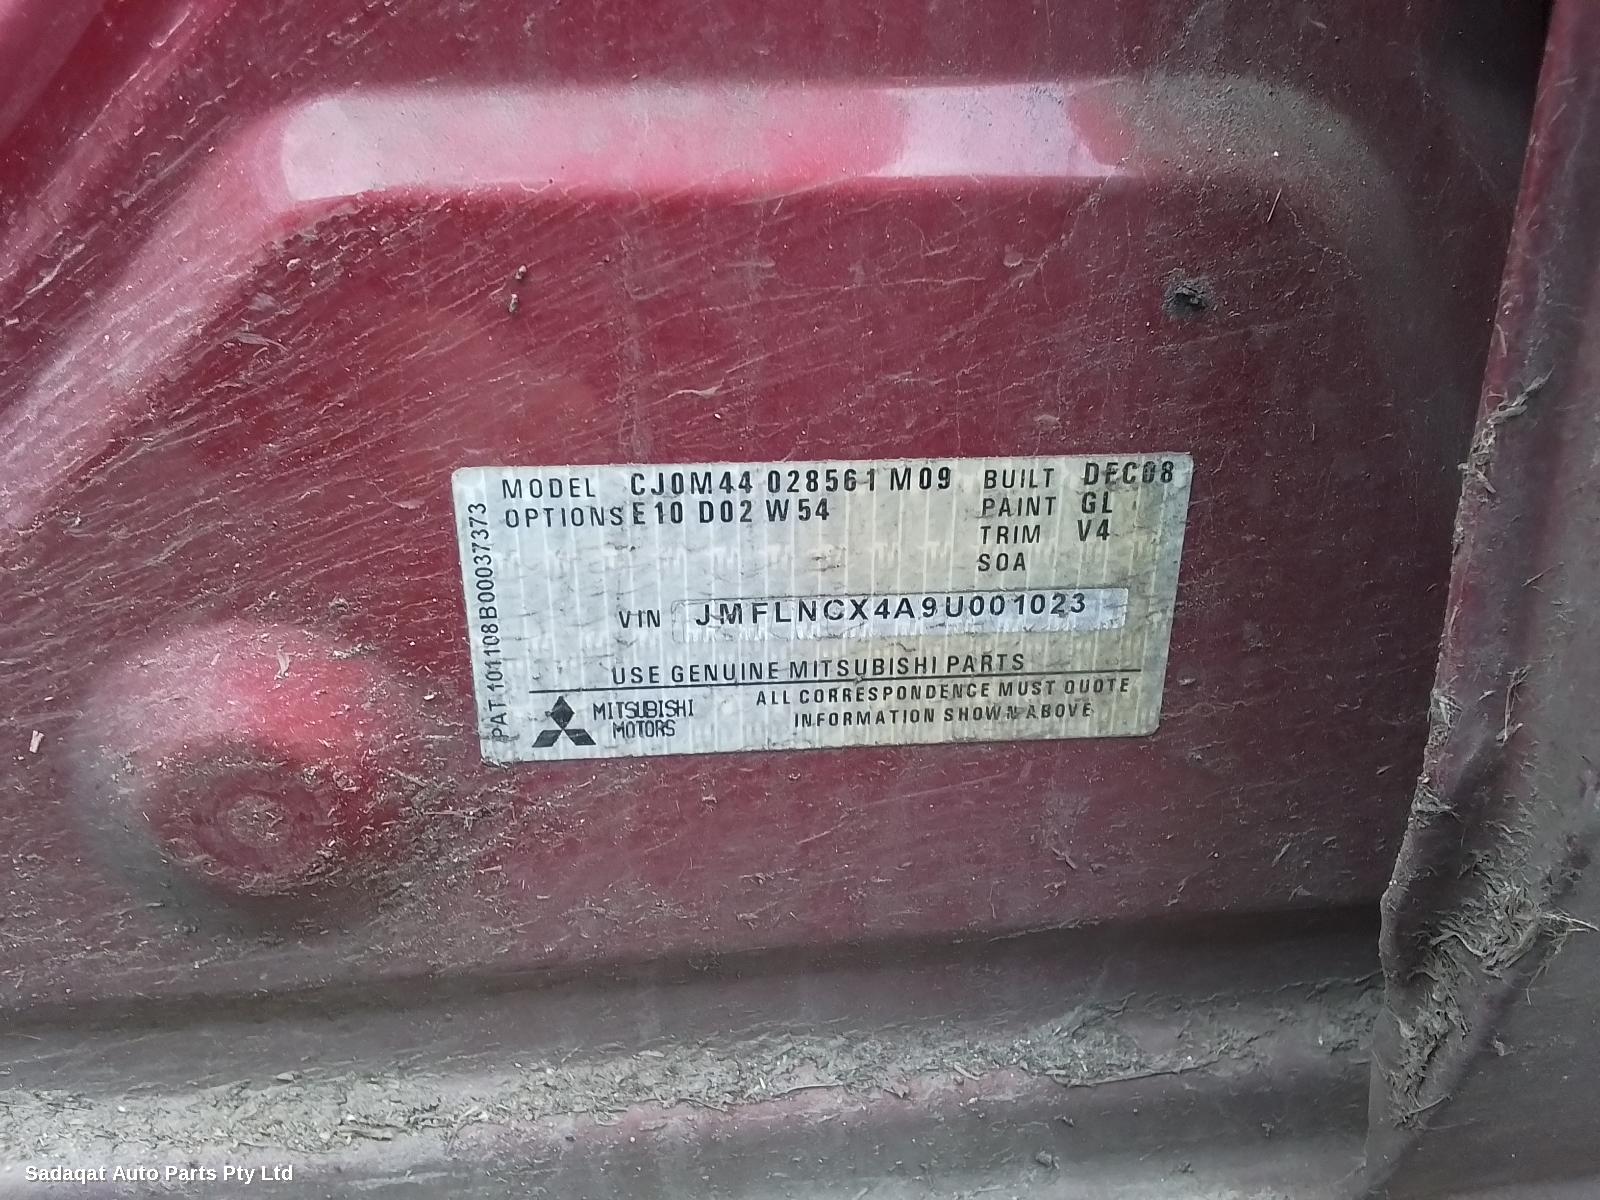 MODEL CJ0M44 028561 M09 BUILT DEC08
OPTIONS E10 D02 W54 PAINT GL
TRIM V4
SOA
VIN JMFLNCX4A9U001023
USE GENUINE MITSUBISHI PARTS
MITSUBISHI MOTORS
ALL CORRESPONDENCE MUST QUOTE
INFORMATION SHOWN ABOVE
PAT 101108B00037373
Sadaqat Auto Parts Pty Ltd